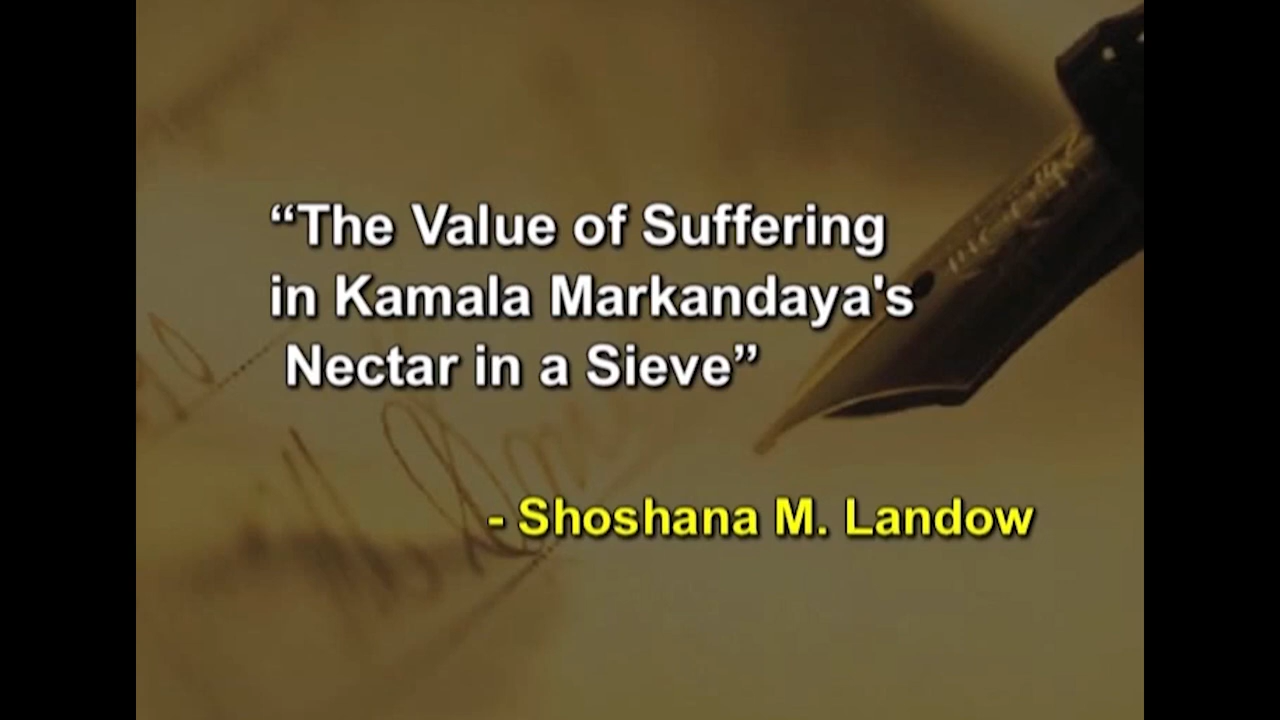 “The Value of Suffering
in Kamala Markandaya's
Nectar in a Sieve”
- Shoshana M. Landow